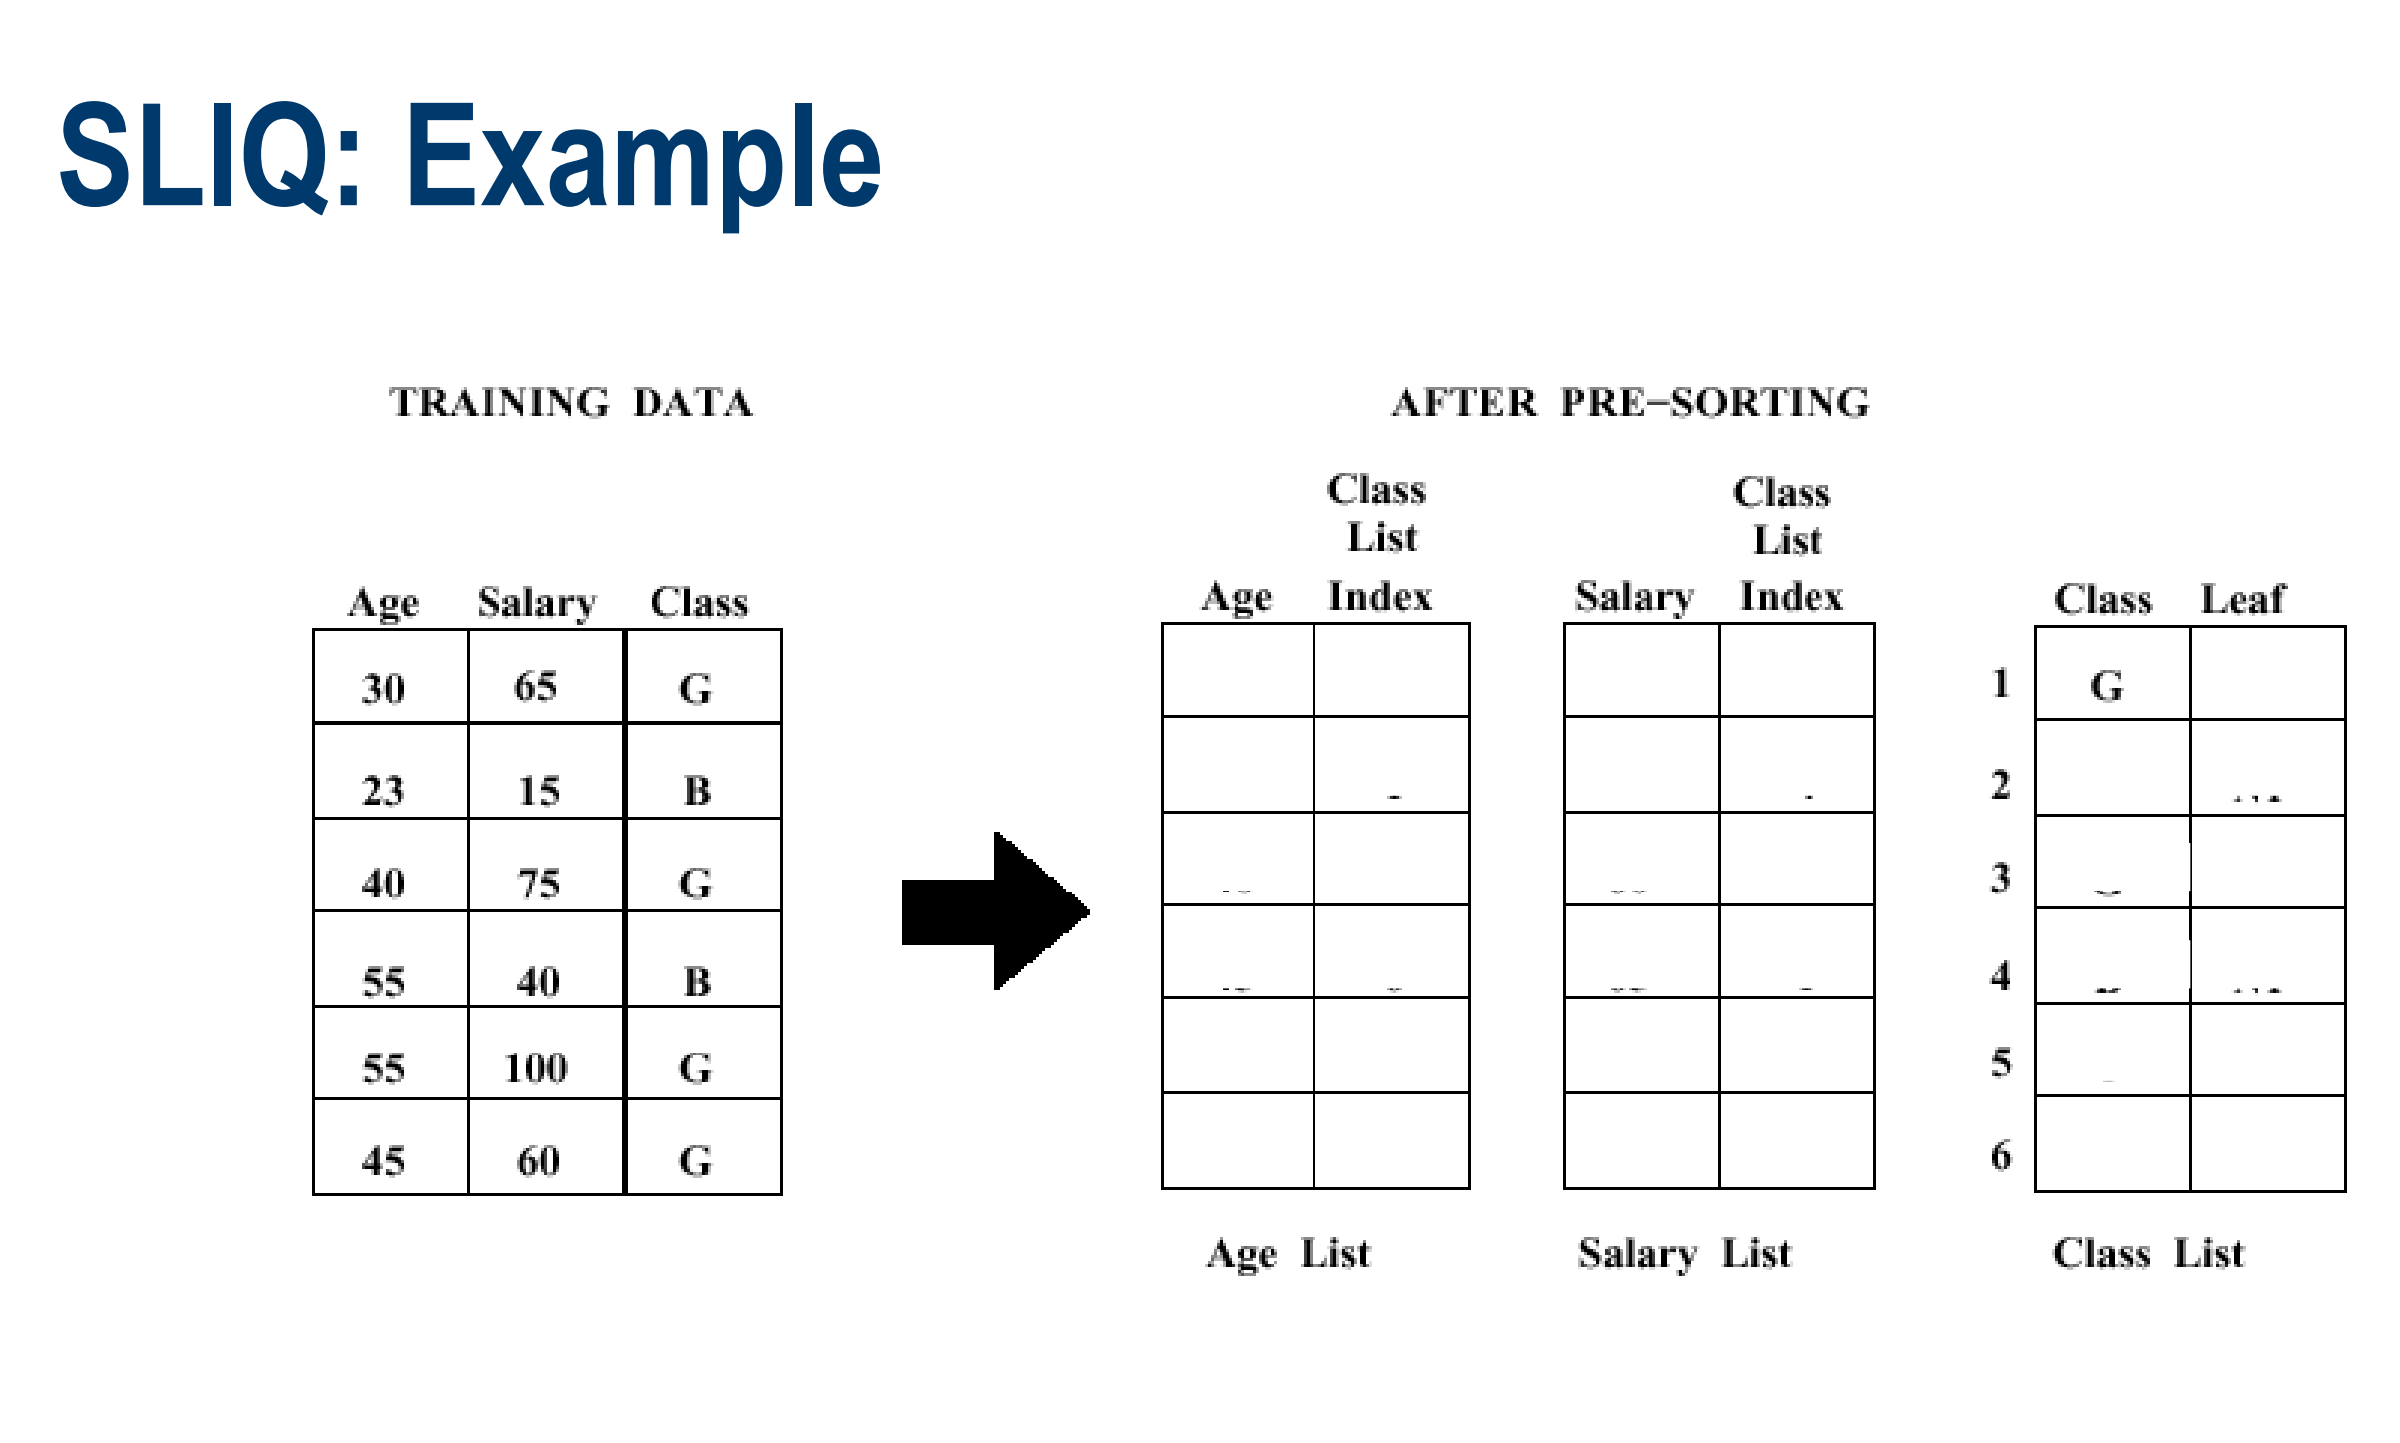 SLIQ: Example
TRAINING DATA
AFTER PRE-SORTING
Class List Index
Class List Index
Age Salary Class
Age
Salary
Class Leaf
30 65 G
23 15 B
40 75 G
55 40 B
55 100 G
45 60 G
1 G
2
3
4
5
6
Age List
Salary List
Class List